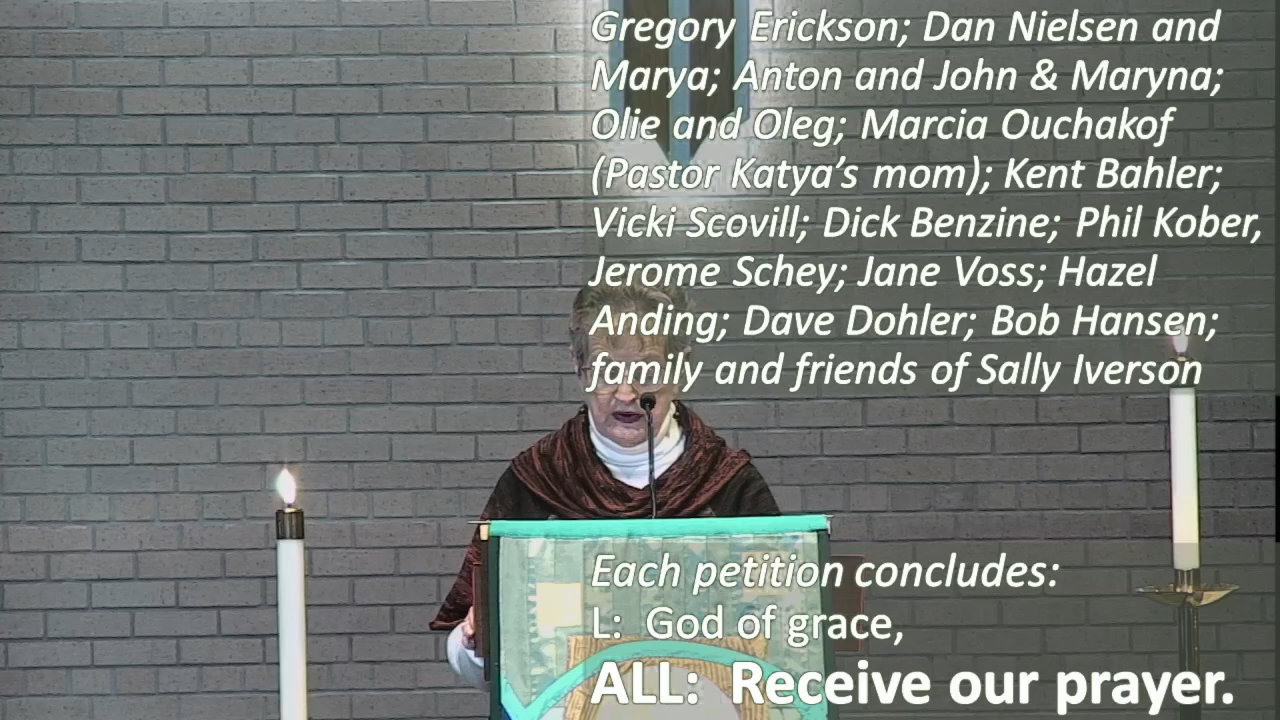 Gregory Erickson; Dan Nielsen and
Marya; Anton and John & Maryna;
Olie and Oleg; Marcia Ouchakof
(Pastor Katya’s mom); Kent Bahler;
Vicki Scovill; Dick Benzine; Phil Kober,
Jerome Schey; Jane Voss; Hazel
Anding; Dave Dohler; Bob Hansen;
family and friends of Sally Iverson
Each petition concludes:
L: God of grace,
ALL: Receive our prayer.